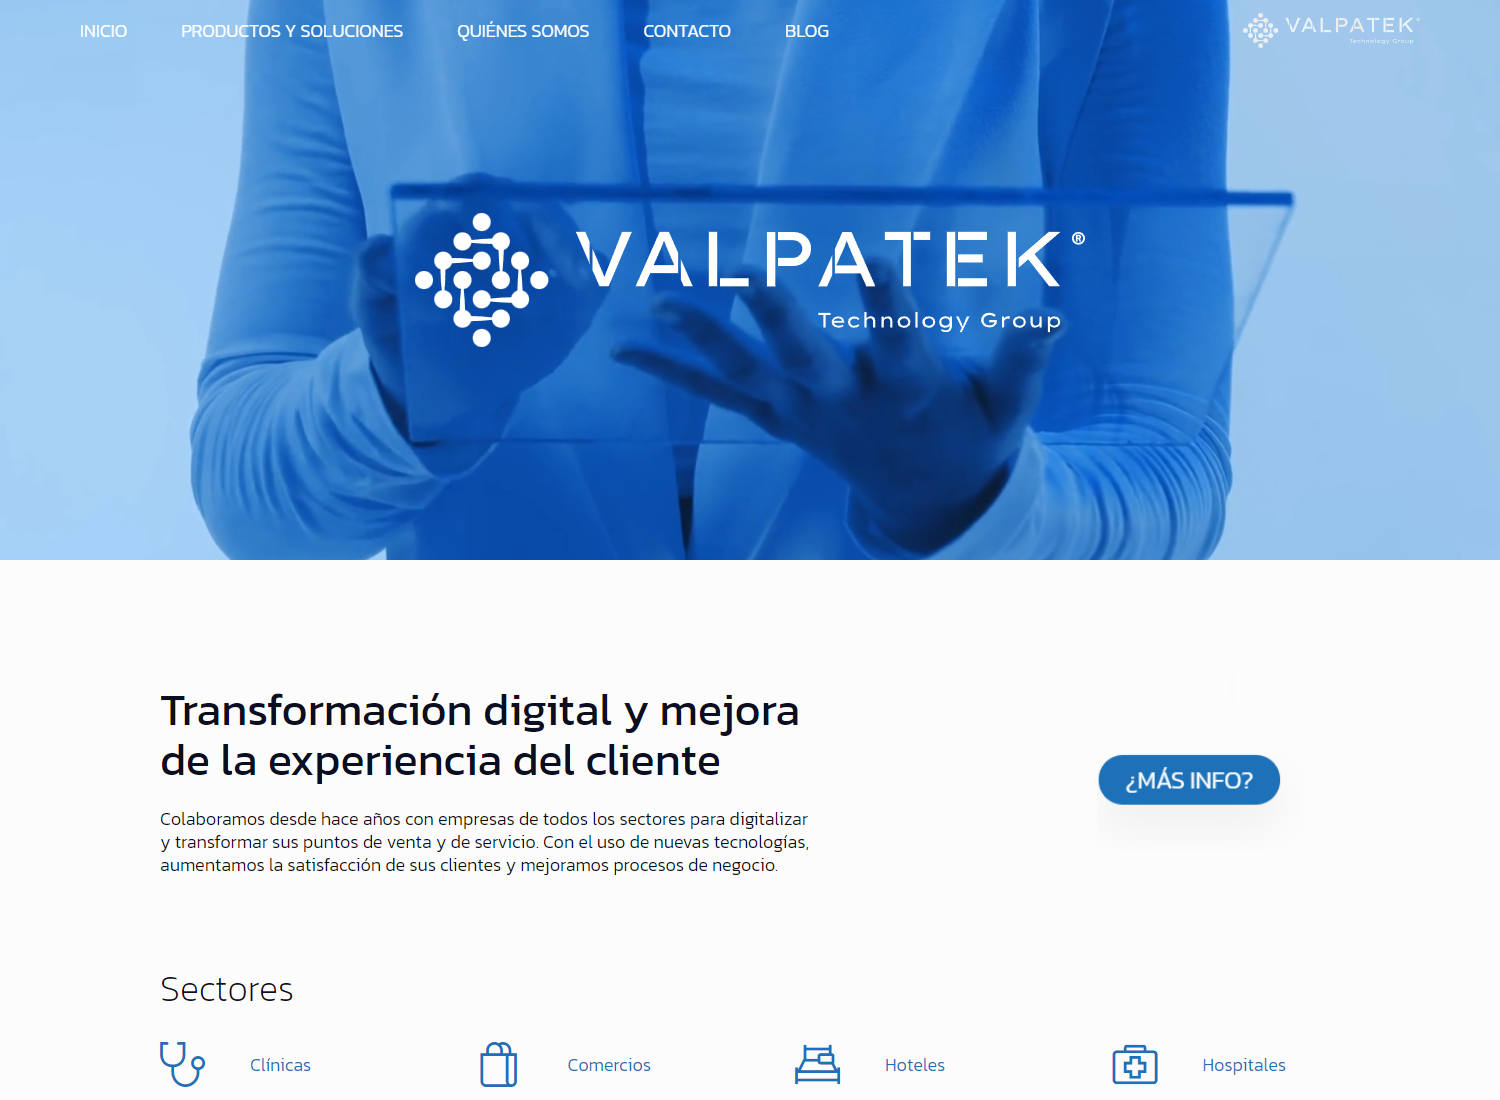 INICIO PRODUCTOS Y SOLUCIONES QUIÉNES SOMOS CONTACTO BLOG VALPATEK®
Technology Group
VALPATEK®
Technology Group
Transformación digital y mejora
de la experiencia del cliente
Colaboramos desde hace años con empresas de todos los sectores para digitalizar
y transformar sus puntos de venta y de servicio. Con el uso de nuevas tecnologías,
aumentamos la satisfacción de sus clientes y mejoramos procesos de negocio.
¿MÁS INFO?
Sectores
Clínicas Comercios Hoteles Hospitales